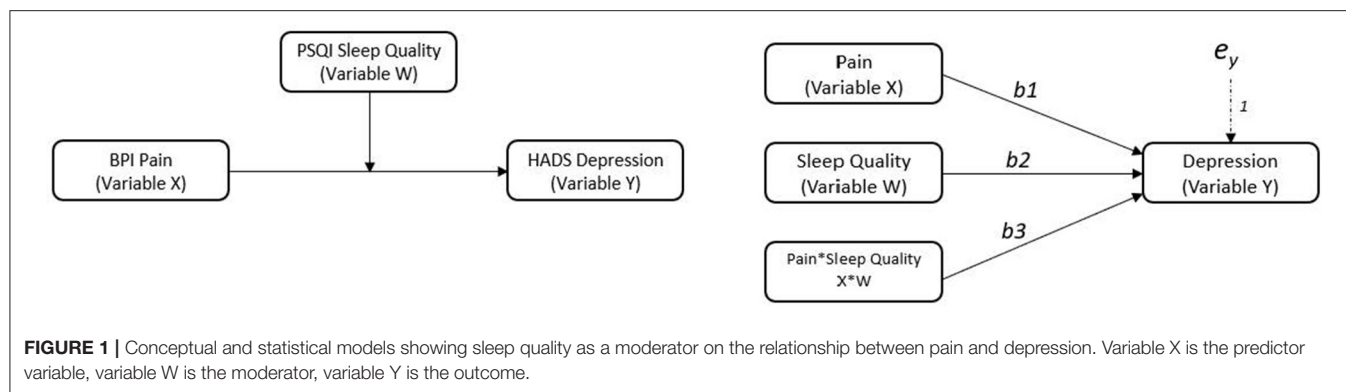 PSQI Sleep Quality
(Variable W)
BPI Pain
(Variable X)
HADS Depression
(Variable Y)
Pain
(Variable X)
b1
Sleep Quality
(Variable W)
b2
Pain*Sleep Quality
X*W
b3
e_y
1
Depression
(Variable Y)
FIGURE 1 | Conceptual and statistical models showing sleep quality as a moderator on the relationship between pain and depression. Variable X is the predictor
variable, variable W is the moderator, variable Y is the outcome.